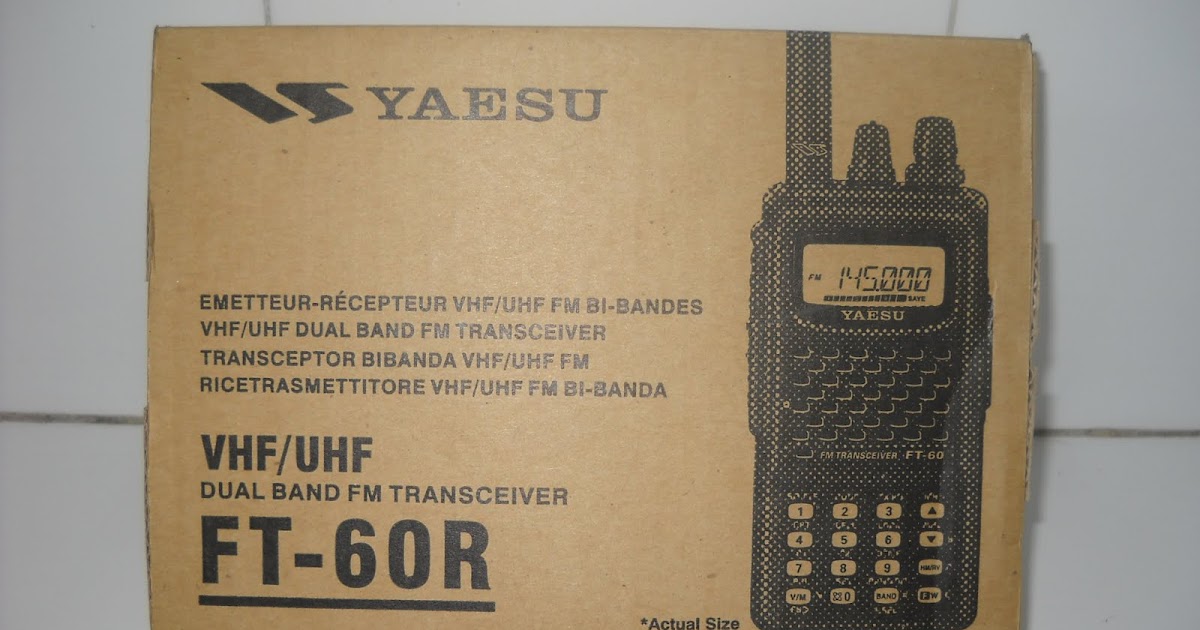 YAESU
EMETTEUR-RÉCEPTEUR VHF/UHF FM BI-BANDES
VHF/UHF DUAL BAND FM TRANSCEIVER
TRANSCEPTOR BIBANDA VHF/UHF FM
RICETRASMETTITORE VHF/UHF FM BI-BANDA
VHF/UHF
DUAL BAND FM TRANSCEIVER
FT-60R
*Actual Size
FM 145.000
SAVE
YAESU
FM TRANSCEIVER FT-60
1 2 3 ▲
4 5 6 ▼
7 8 9 HM/RV
V/M 0 BAND F W